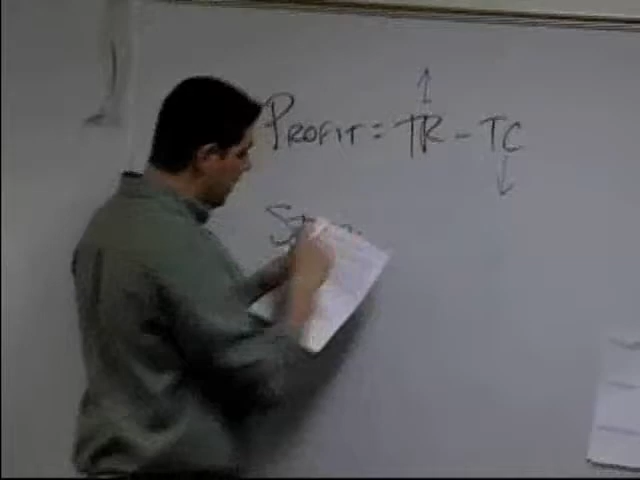 PROFIT = TR - TC